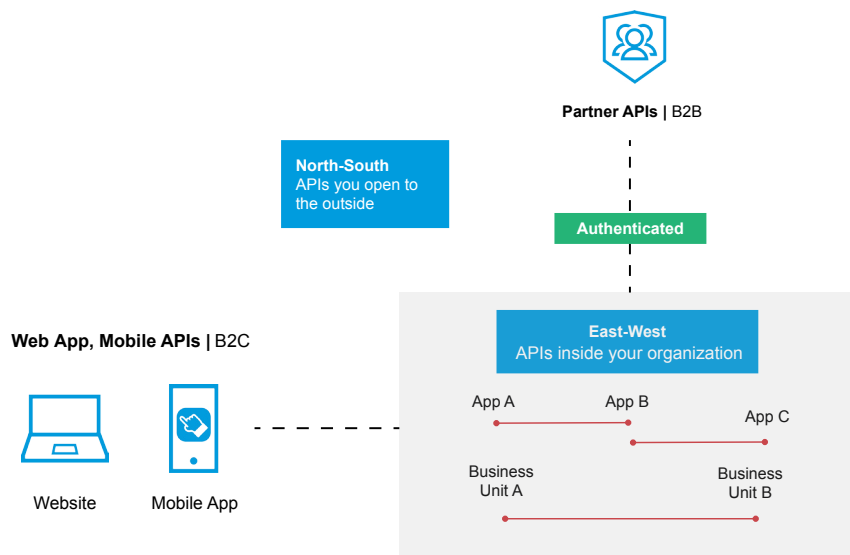 Partner APIs | B2B
North-South
APIs you open to
the outside
Authenticated
East-West
APIs inside your organization
Web App, Mobile APIs | B2C
App A
App B
App C
Business
Unit A
Business
Unit B
Website
Mobile App